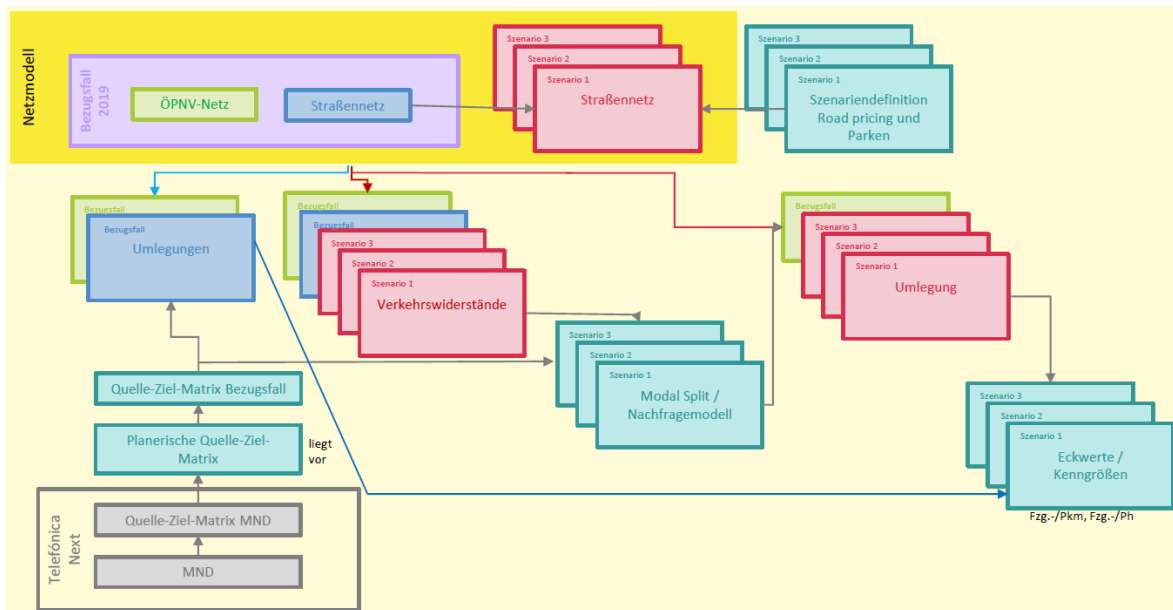 Netzmodell
Bezugsfall
2019
ÖPNV-Netz
Straßennetz
Szenario 3
Szenario 2
Szenario 1
Straßennetz
Szenario 3
Szenario 2
Szenario 1
Szenariendefinition
Road pricing und
Parken
Bezugsfall
Bezugsfall
Umlegungen
Bezugsfall
Bezugsfall
Szenario 3
Szenario 2
Szenario 1
Verkehrswiderstände
Bezugsfall
Szenario 3
Szenario 2
Szenario 1
Umlegung
Szenario 3
Szenario 2
Szenario 1
Modal Split /
Nachfragemodell
Quelle-Ziel-Matrix Bezugsfall
Planerische Quelle-Ziel-
Matrix
liegt
vor
Szenario 3
Szenario 2
Szenario 1
Eckwerte /
Kenngrößen
Fzg.-/Pkm, Fzg.-/Ph
Telefónica
Next
Quelle-Ziel-Matrix MND
MND